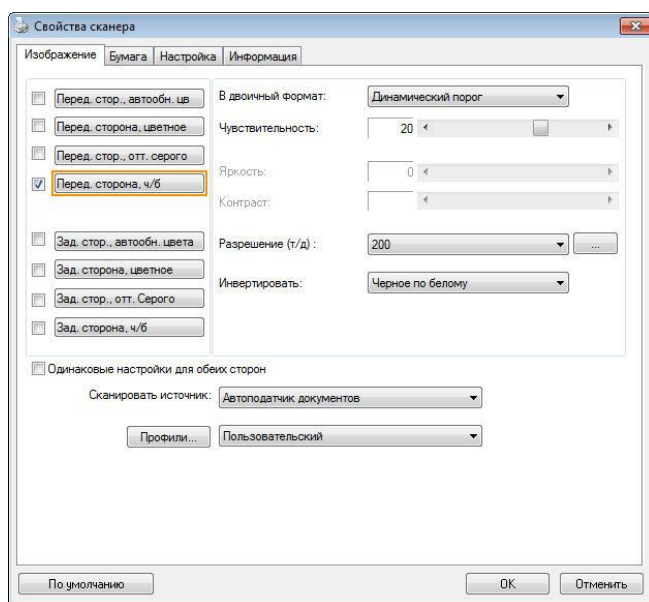 Свойства сканера
Изображение Бумага Настройка Информация
Перед. стор., автообн. цв
Перед. сторона, цветное
Перед. стор., отт. серого
Перед. сторона, ч/б
Зад. стор., автообн. цвета
Зад. сторона, цветное
Зад. стор., отт. Серого
Зад. сторона, ч/б
В двоичный формат: Динамический порог
Чувствительность: 20
Яркость: 0
Контраст:
Разрешение (т/д) : 200 ...
Инвертировать: Черное по белому
Одинаковые настройки для обеих сторон
Сканировать источник: Автоподатчик документов
Профили... Пользовательский
По умолчанию OK Отменить